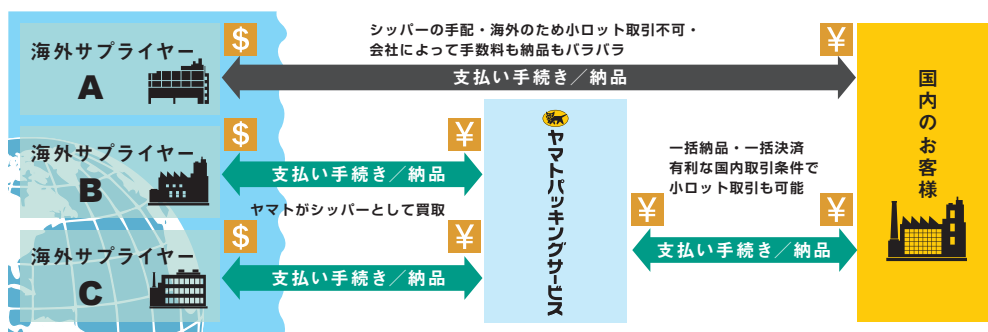 シッパーの手配・海外のため小ロット取引不可・
会社によって手数料も納品もバラバラ
海外サプライヤー
A
$
支払い手続き／納品
¥
国内のお客様
海外サプライヤー
B
$
支払い手続き／納品
¥
ヤマトがシッパーとして買取
海外サプライヤー
C
$
支払い手続き／納品
¥
ヤマトパッキングサービス
一括納品・一括決済
有利な国内取引条件で
小ロット取引も可能
¥
支払い手続き／納品
¥